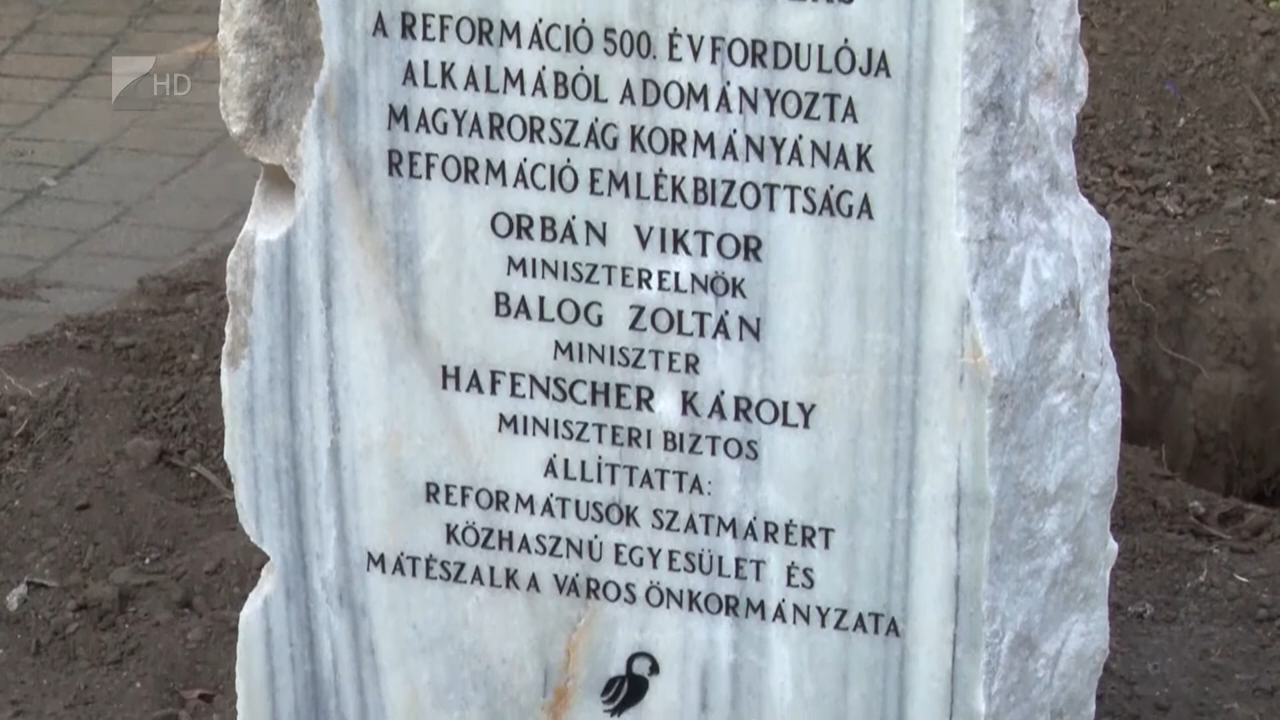 A REFORMÁCIÓ 500. ÉVFORDULÓJA
ALKALMÁBÓL ADOMÁNYOZTA
MAGYARORSZÁG KORMÁNYÁNAK
REFORMÁCIÓ EMLÉKBIZOTTSÁGA
ORBÁN VIKTOR
MINISZTERELNÖK
BALOG ZOLTÁN
MINISZTER
HAFENSCHER KÁROLY
MINISZTERI BIZTOS
ÁLLÍTTATTA:
REFORMÁTUSOK SZATMÁRÉRT
KÖZHASZNÚ EGYESÜLET ÉS
MÁTÉSZALKA VÁROS ÖNKORMÁNYZATA
HD